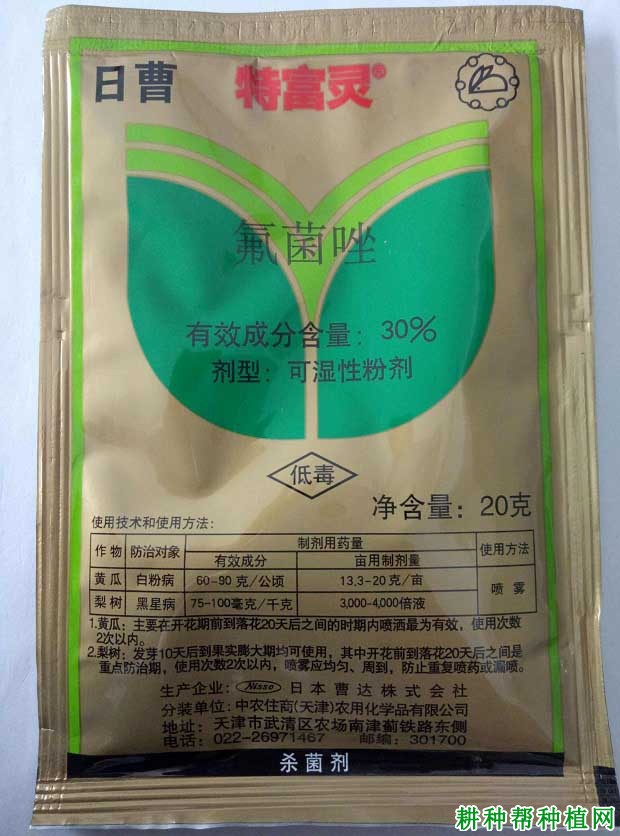 日曹 特富灵®
氟菌唑
有效成分含量：30%
剂型：可湿性粉剂
低毒
净含量：20克
使用技术和使用方法：
作物 防治对象 制剂用药量 使用方法
有效成分 亩用制剂量
黄瓜 白粉病 60-90 克/公顷 13.3-20 克/亩 喷雾
梨树 黑星病 75-100毫克/千克 3,000-4,000倍液
1.黄瓜：主要在开花期前到落花20天后之间的时期内喷洒最为有效，使用次数
2次以内。
2.梨树：发芽10天后到果实膨大期均可使用，其中开花前到落花20天后之间是
重点防治期，使用次数2次以内，喷雾应均匀、周到，防止重复喷药或漏喷。
生产企业：Nisso 日本曹达株式会社
分装单位：中农住商(天津)农用化学品有限公司
地址：天津市武清区农场南津蓟铁路东侧
电话：022-26971467 邮编：301700
杀菌剂
耕种帮种植网